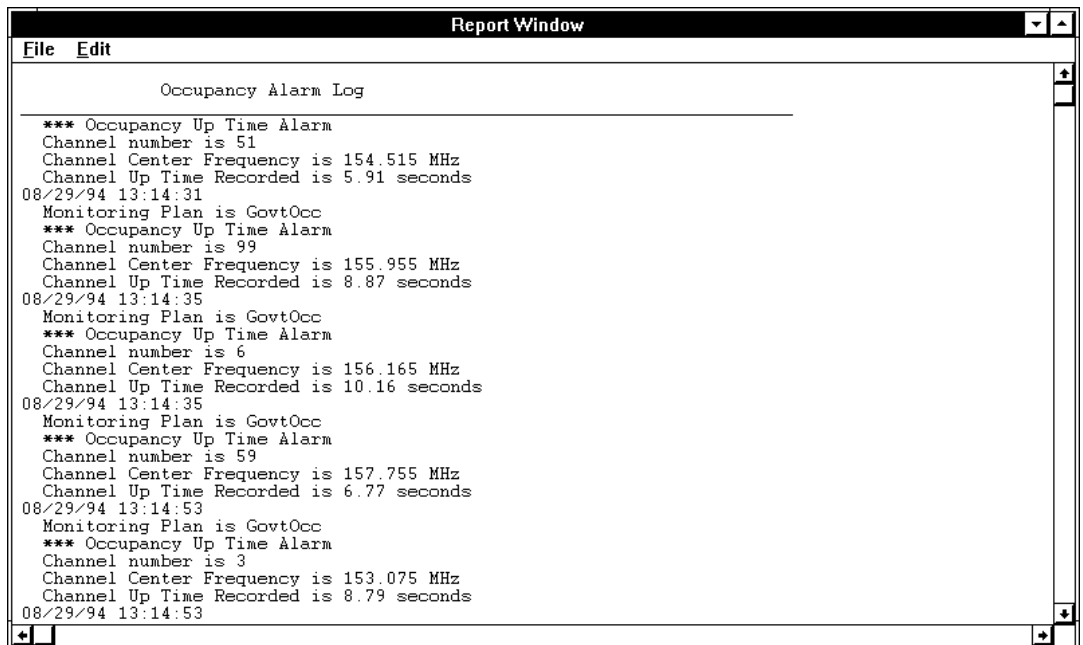 Report Window
File Edit
Occupancy Alarm Log
*** Occupancy Up Time Alarm
Channel number is 51
Channel Center Frequency is 154.515 MHz
Channel Up Time Recorded is 5.91 seconds
08/29/94 13:14:31
Monitoring Plan is GovtOcc
*** Occupancy Up Time Alarm
Channel number is 99
Channel Center Frequency is 155.955 MHz
Channel Up Time Recorded is 8.87 seconds
08/29/94 13:14:35
Monitoring Plan is GovtOcc
*** Occupancy Up Time Alarm
Channel number is 6
Channel Center Frequency is 156.165 MHz
Channel Up Time Recorded is 10.16 seconds
08/29/94 13:14:35
Monitoring Plan is GovtOcc
*** Occupancy Up Time Alarm
Channel number is 59
Channel Center Frequency is 157.755 MHz
Channel Up Time Recorded is 6.77 seconds
08/29/94 13:14:53
Monitoring Plan is GovtOcc
*** Occupancy Up Time Alarm
Channel number is 3
Channel Center Frequency is 153.075 MHz
Channel Up Time Recorded is 8.79 seconds
08/29/94 13:14:53